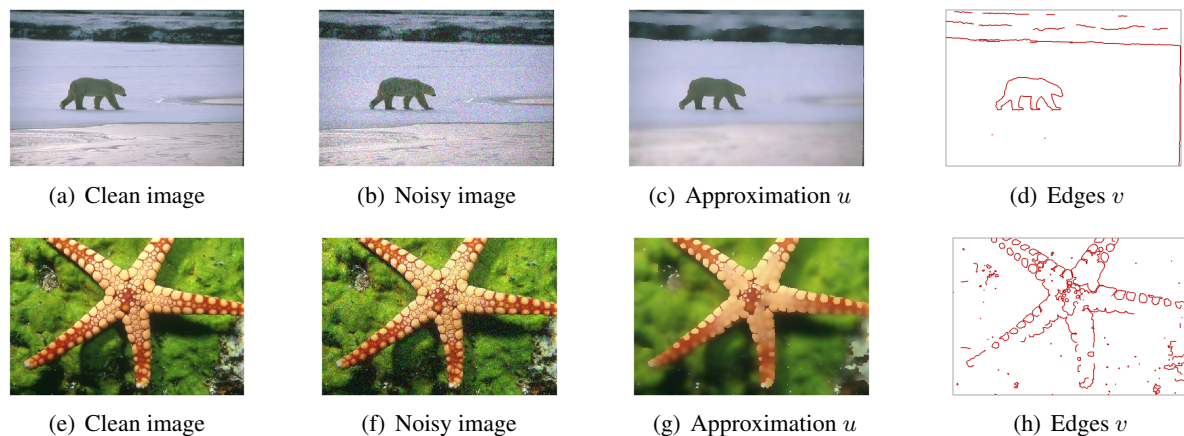 (a) Clean image
(b) Noisy image
(c) Approximation u
(d) Edges v
(e) Clean image
(f) Noisy image
(g) Approximation u
(h) Edges v